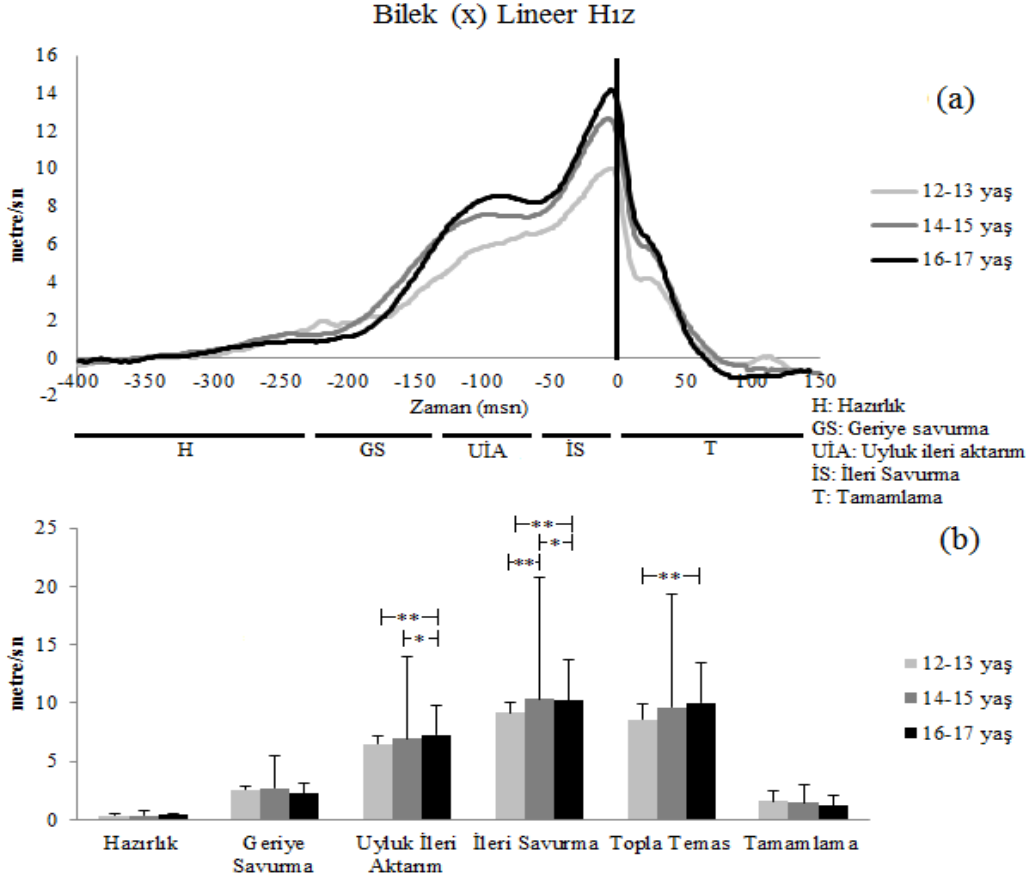 Bilek (x) Lineer Hız
16
14
12
10
8
6
4
2
0
-2
metre/sn
-400 -350 -300 -250 -200 -150 -100 -50 0 50 100 150
Zaman (msn)
(a)
12-13 yaş
14-15 yaş
16-17 yaş
H GS UİA İS T
H: Hazırlık
GS: Geriye savurma
UİA: Uyluk ileri aktarım
İS: İleri Savurma
T: Tamamlama
(b)
25
20
15
10
5
0
metre/sn
**
*
**
*
**
**
12-13 yaş
14-15 yaş
16-17 yaş
Hazırlık Geriye Uyluk İleri İleri Savurma Topla Temas Tamamlama
Savurma Aktarım